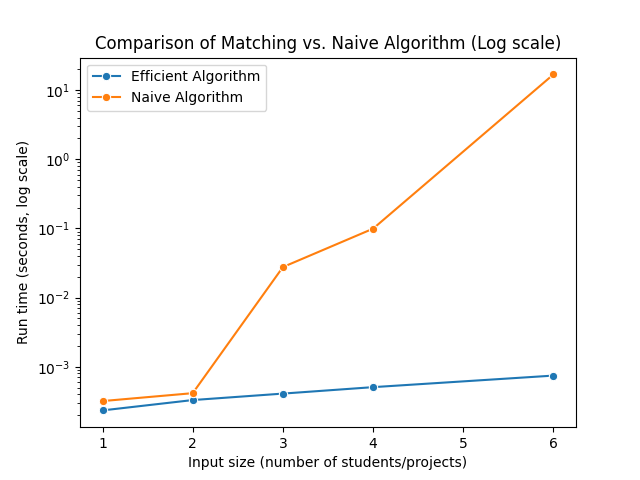 Comparison of Matching vs. Naive Algorithm (Log scale)
Efficient Algorithm
Naive Algorithm
Run time (seconds, log scale)
10¹
10⁰
10⁻¹
10⁻²
10⁻³
1 2 3 4 5 6
Input size (number of students/projects)